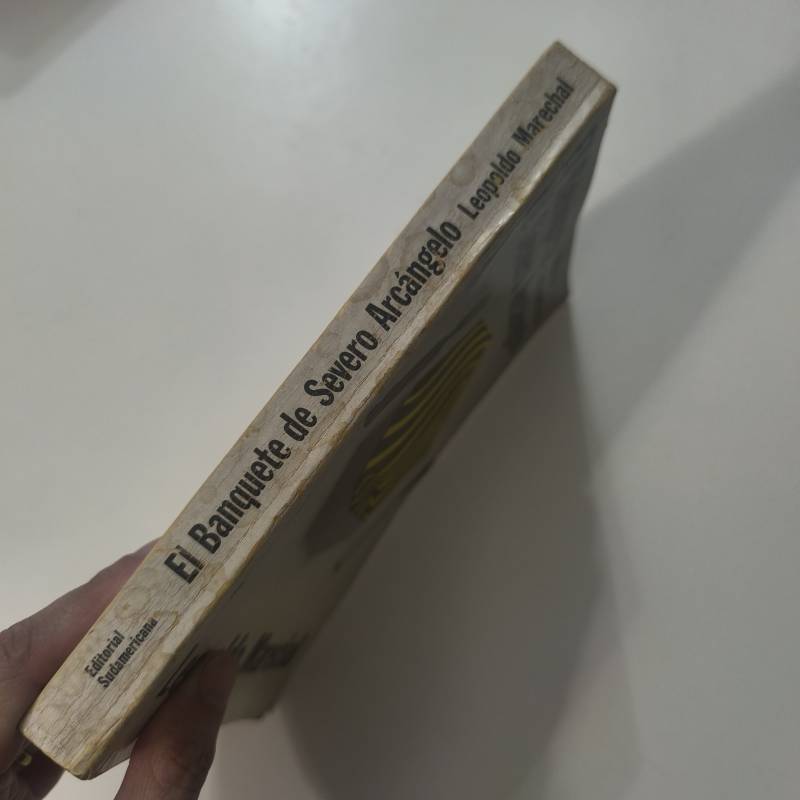 El Banquete de Severo Arcángelo Leopoldo Marechal
Editorial
Sudamericana